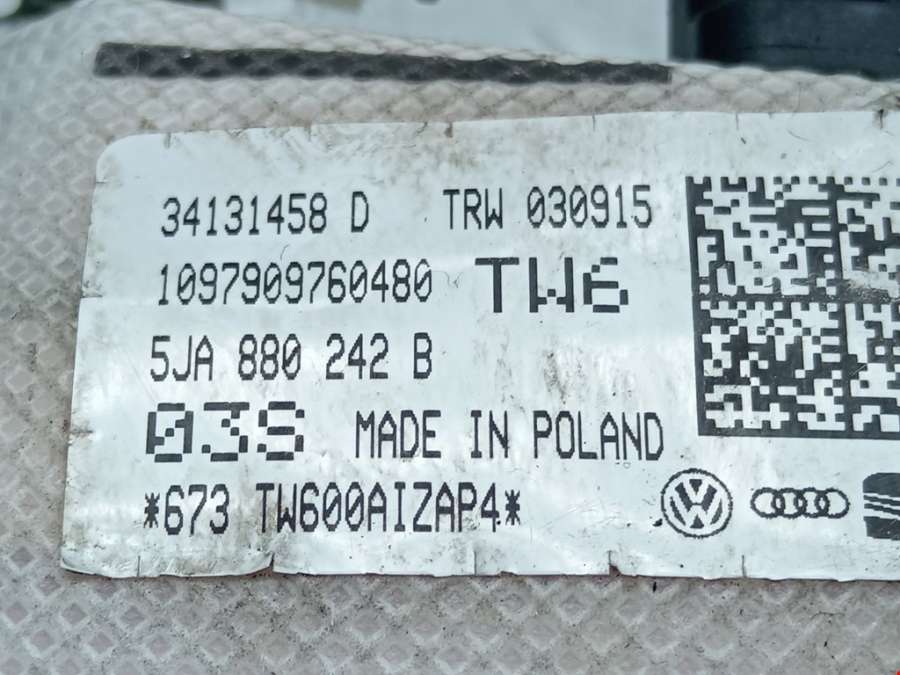 34131458 D TRW 030915
1097909760480 TW6
5JA 880 242 B
03S MADE IN POLAND
*673 TW600AIZAP4*